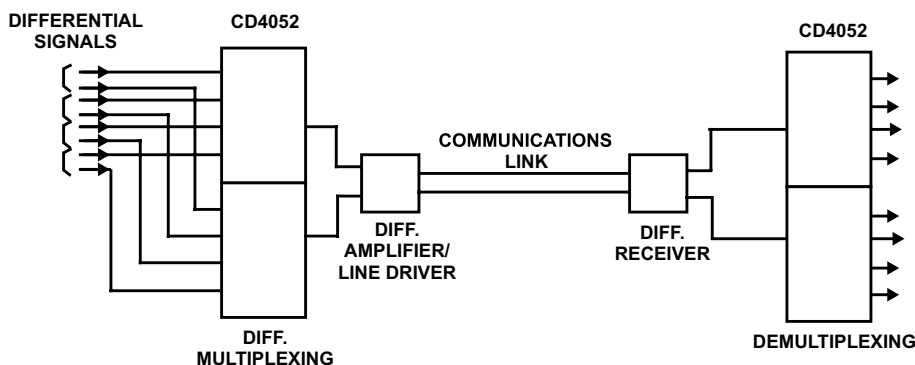 DIFFERENTIAL
SIGNALS
CD4052
CD4052
COMMUNICATIONS
LINK
DIFF.
AMPLIFIER/
LINE DRIVER
DIFF.
RECEIVER
DIFF.
MULTIPLEXING
DEMULTIPLEXING